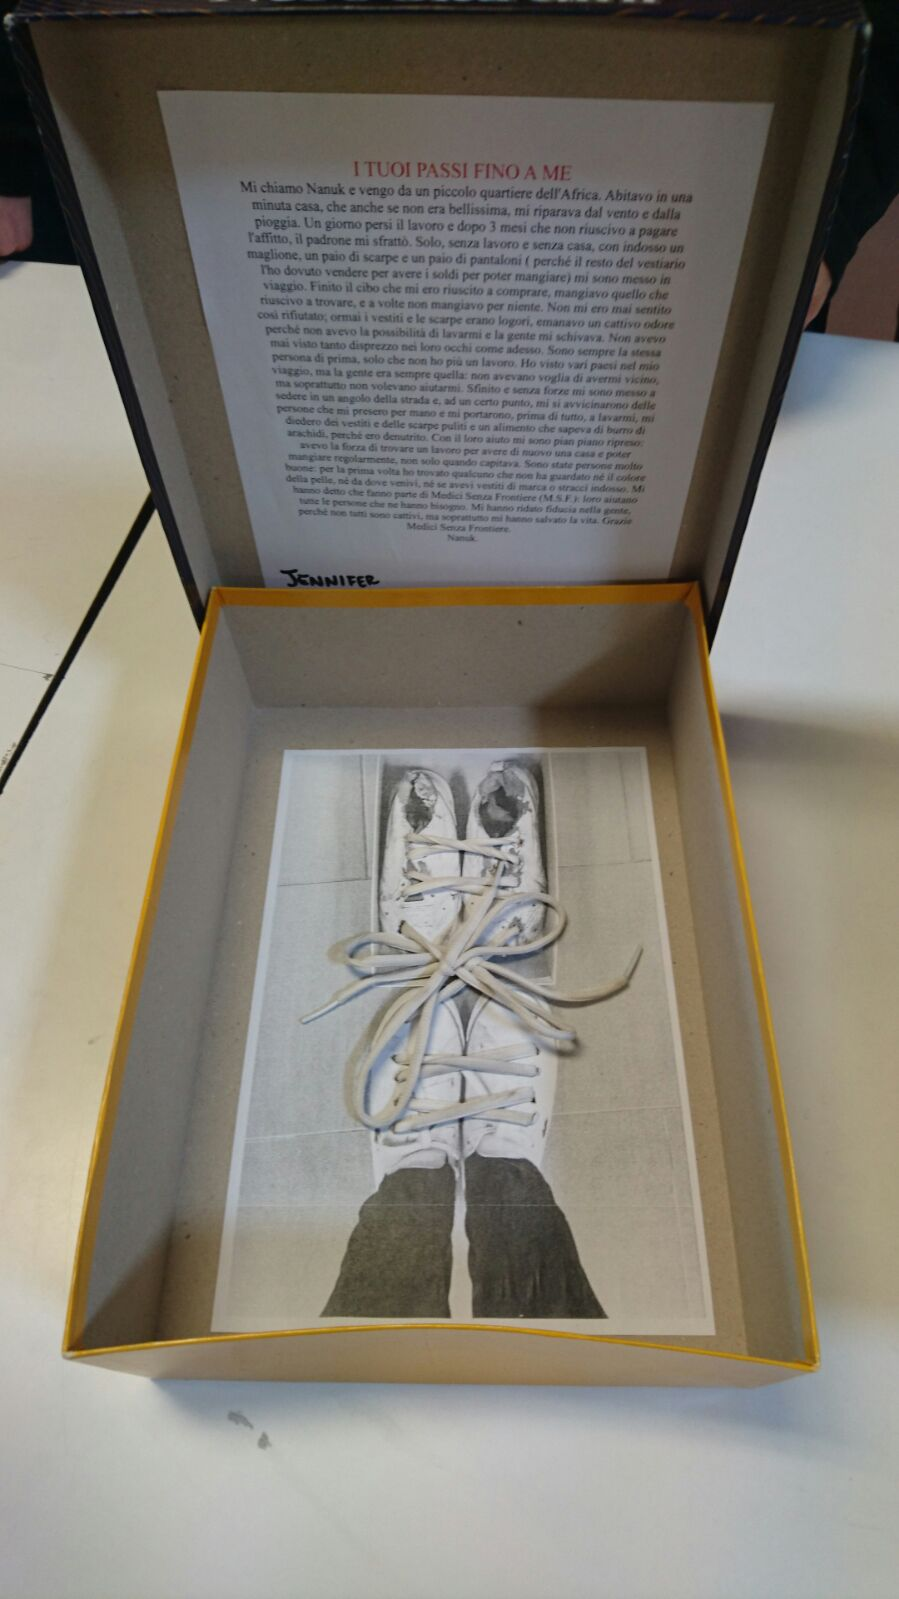 I TUOI PASSI FINO A ME
Mi chiamo Nanuk e vengo da un piccolo quartiere dell'Africa. Abitavo in una
minuta casa, che anche se non era bellissima, mi riparava dal vento e dalla
pioggia. Un giorno persi il lavoro e dopo 3 mesi che non riuscivo a pagare
l'affitto, il padrone mi sfrattò. Solo, senza lavoro e senza casa, con indosso un
maglione, un paio di scarpe e un paio di pantaloni ( perché il resto del vestiario
l'ho dovuto vendere per avere i soldi per poter mangiare) mi sono messo in
viaggio. Finito il cibo che mi ero riuscito a comprare, mangiavo quello che
riuscivo a trovare, e a volte non mangiavo per niente. Non mi ero mai sentito
così rifiutato; ormai i vestiti e le scarpe erano logori, emanavo un cattivo odore
perché non avevo la possibilità di lavarmi e la gente mi schivava. Non avevo
mai visto tanto disprezzo nei loro occhi come adesso. Sono sempre la stessa
persona di prima, solo che non ho più un lavoro. Ho visto vari paesi nel mio
viaggio, ma la gente era sempre quella: non avevano voglia di avermi vicino,
ma soprattutto non volevano aiutarmi. Sfinito e senza forze mi sono messo a
sedere in un angolo della strada e, ad un certo punto, mi si avvicinarono delle
persone che mi presero per mano e mi portarono, prima di tutto, a lavarmi, mi
diedero dei vestiti e delle scarpe puliti e un alimento che sapeva di burro di
arachidi, perché ero denutrito. Con il loro aiuto mi sono pian piano ripreso:
avevo la forza di trovare un lavoro per avere di nuovo una casa e poter
mangiare regolarmente, non solo quando capitava. Sono state persone molto
buone: per la prima volta ho trovato qualcuno che non ha guardato né il colore
della pelle, né da dove venivi, né se avevi vestiti di marca o stracci indosso. Mi
hanno detto che fanno parte di Medici Senza Frontiere (M.S.F.): loro aiutano
tutte le persone che ne hanno bisogno. Mi hanno ridato fiducia nella gente,
perché non tutti sono cattivi, ma soprattutto mi hanno salvato la vita. Grazie
Medici Senza Frontiere.
Nanuk.
JENNIFER